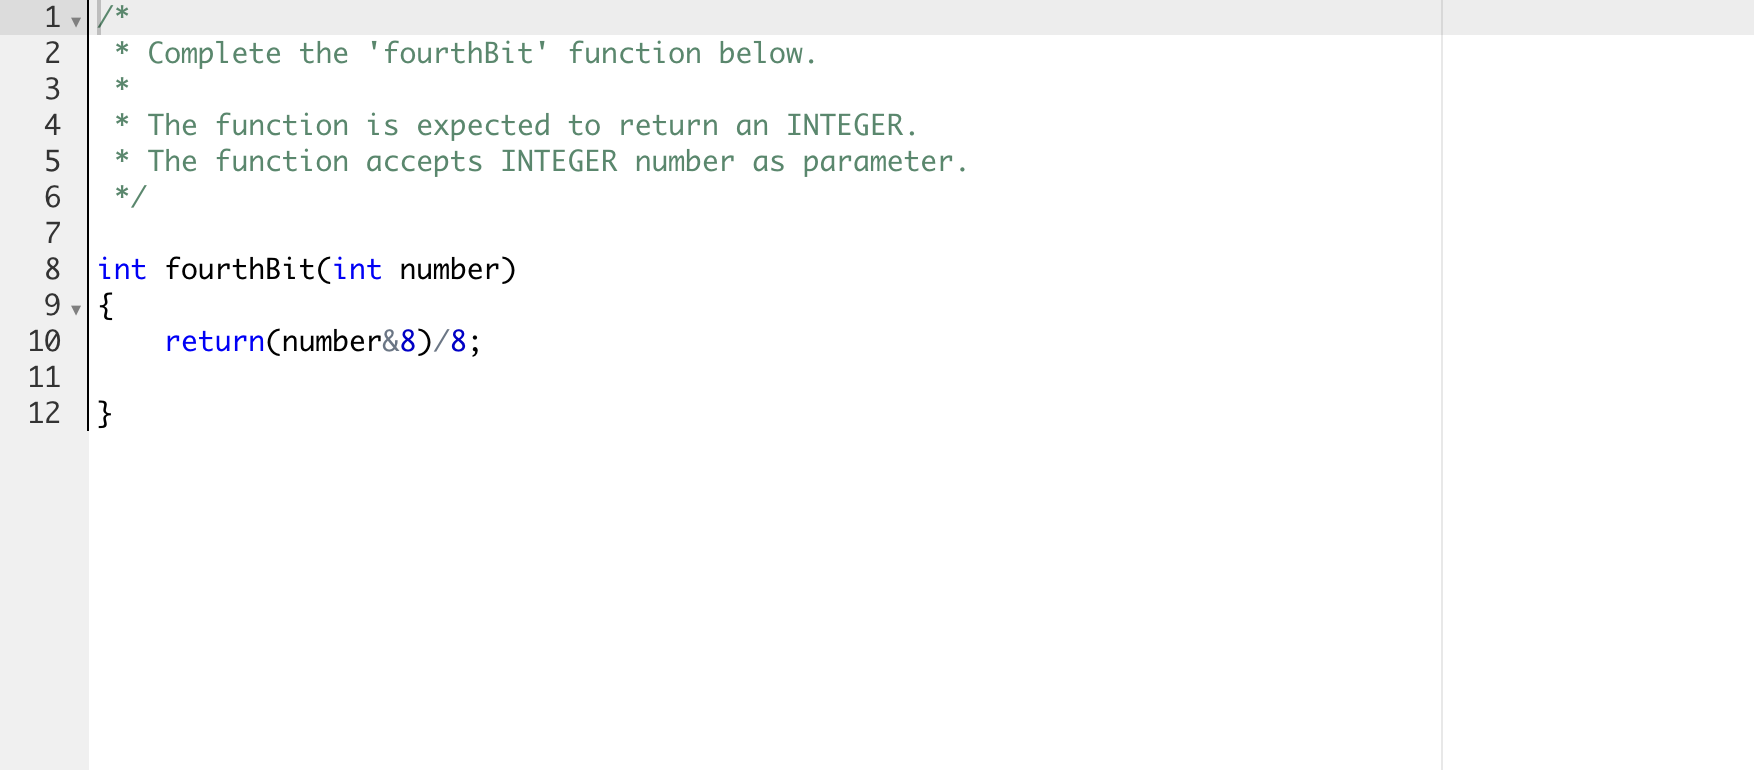 1 /*
2  * Complete the 'fourthBit' function below.
3  *
4  * The function is expected to return an INTEGER.
5  * The function accepts INTEGER number as parameter.
6  */
7
8 int fourthBit(int number)
9 {
10     return(number&8)/8;
11
12 }